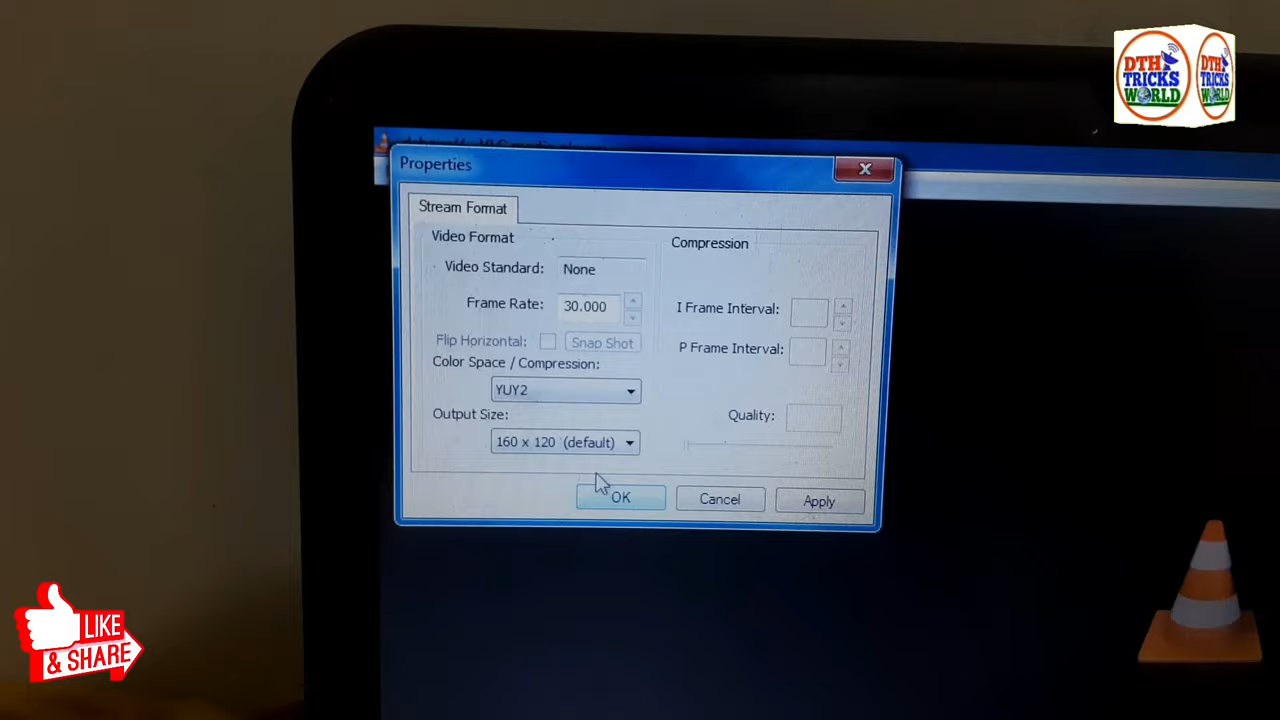 DTH
TRICKS
WORLD
DTH
TRICKS
WORLD
Properties
Stream Format
Video Format
Compression
Video Standard: None
Frame Rate: 30.000
I Frame Interval:
Flip Horizontal:
Snap Shot
P Frame Interval:
Color Space / Compression:
YUY2
Output Size:
Quality:
160 x 120 (default)
OK
Cancel
Apply
LIKE
& SHARE